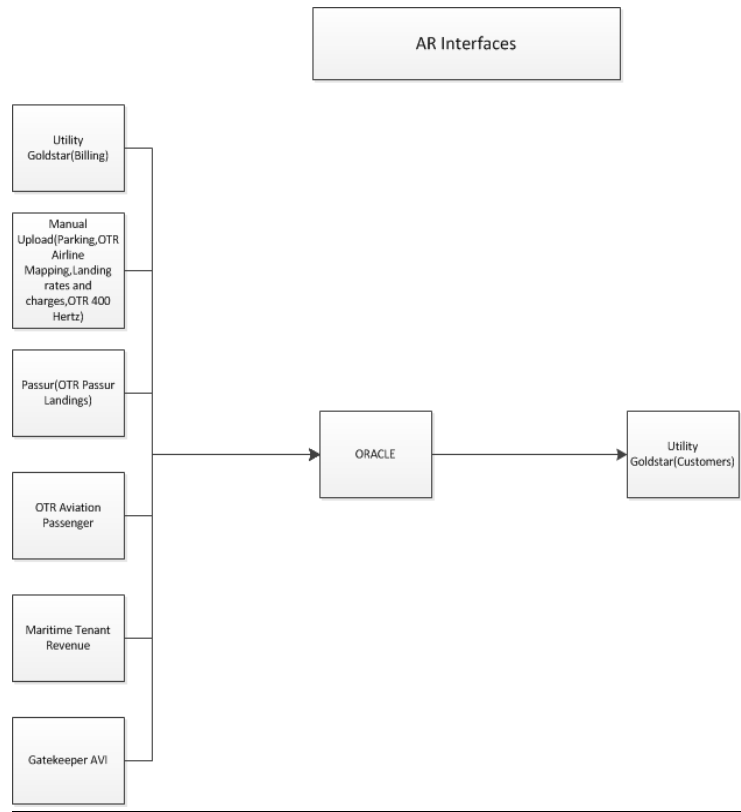 AR Interfaces
Utility
Goldstar(Billing)
Manual
Upload(Parking,OTR
Airline
Mapping,Landing
rates and
charges,OTR 400
Hertz)
Passur(OTR Passur
Landings)
ORACLE
Utility
Goldstar(Customers)
OTR Aviation
Passenger
Maritime Tenant
Revenue
Gatekeeper AVI